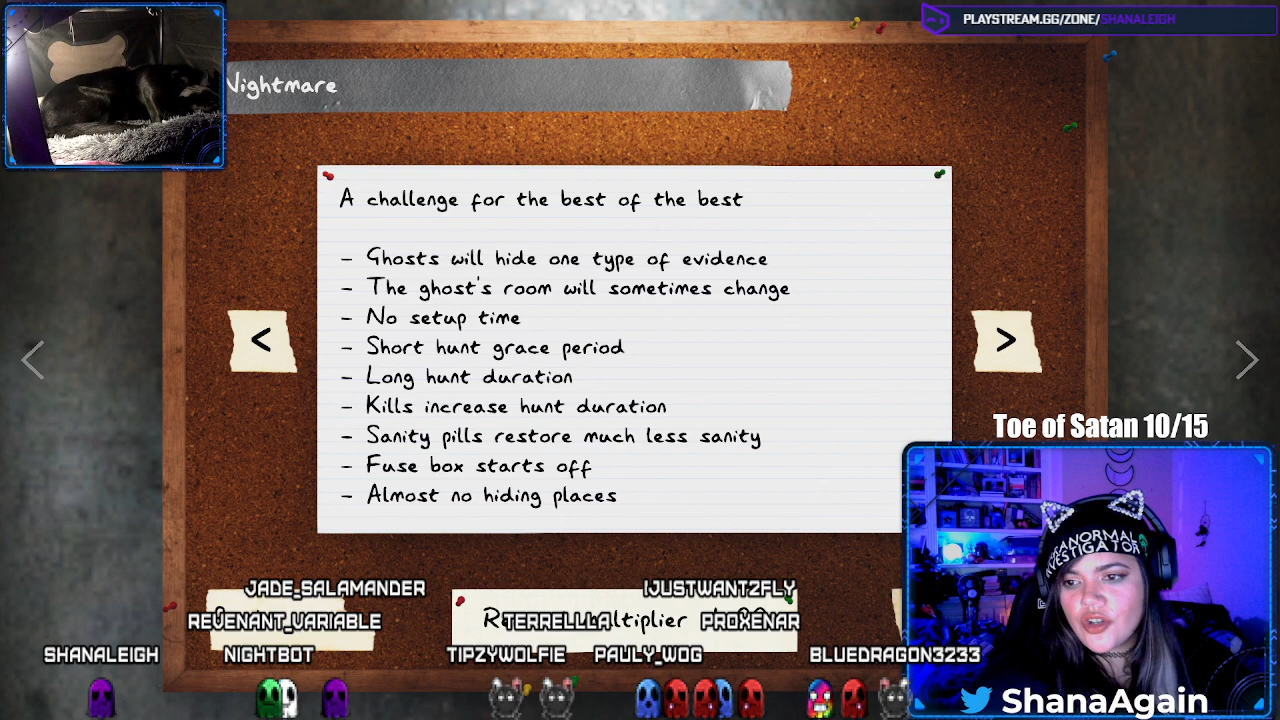 PLAYSTREAM.GG/ZONE/SHANALEIGH
Nightmare
A challenge for the best of the best
- Ghosts will hide one type of evidence
- The ghost's room will sometimes change
- No setup time
- Short hunt grace period
- Long hunt duration
- Kills increase hunt duration
- Sanity pills restore much less sanity
- Fuse box starts off
- Almost no hiding places
<
>
Toe of Satan 10/15
PARANORMAL
INVESTIGATOR
JADE_SALAMANDER
IJUSTWANTZFLY
REVENANT_VARIABLE
TERRELLLA
PROXENAR
SHANALEIGH
NIGHTBOT
TIPZYWOLFIE
PAULY_WOG
BLUEDRAGON3233
ShanaAgain